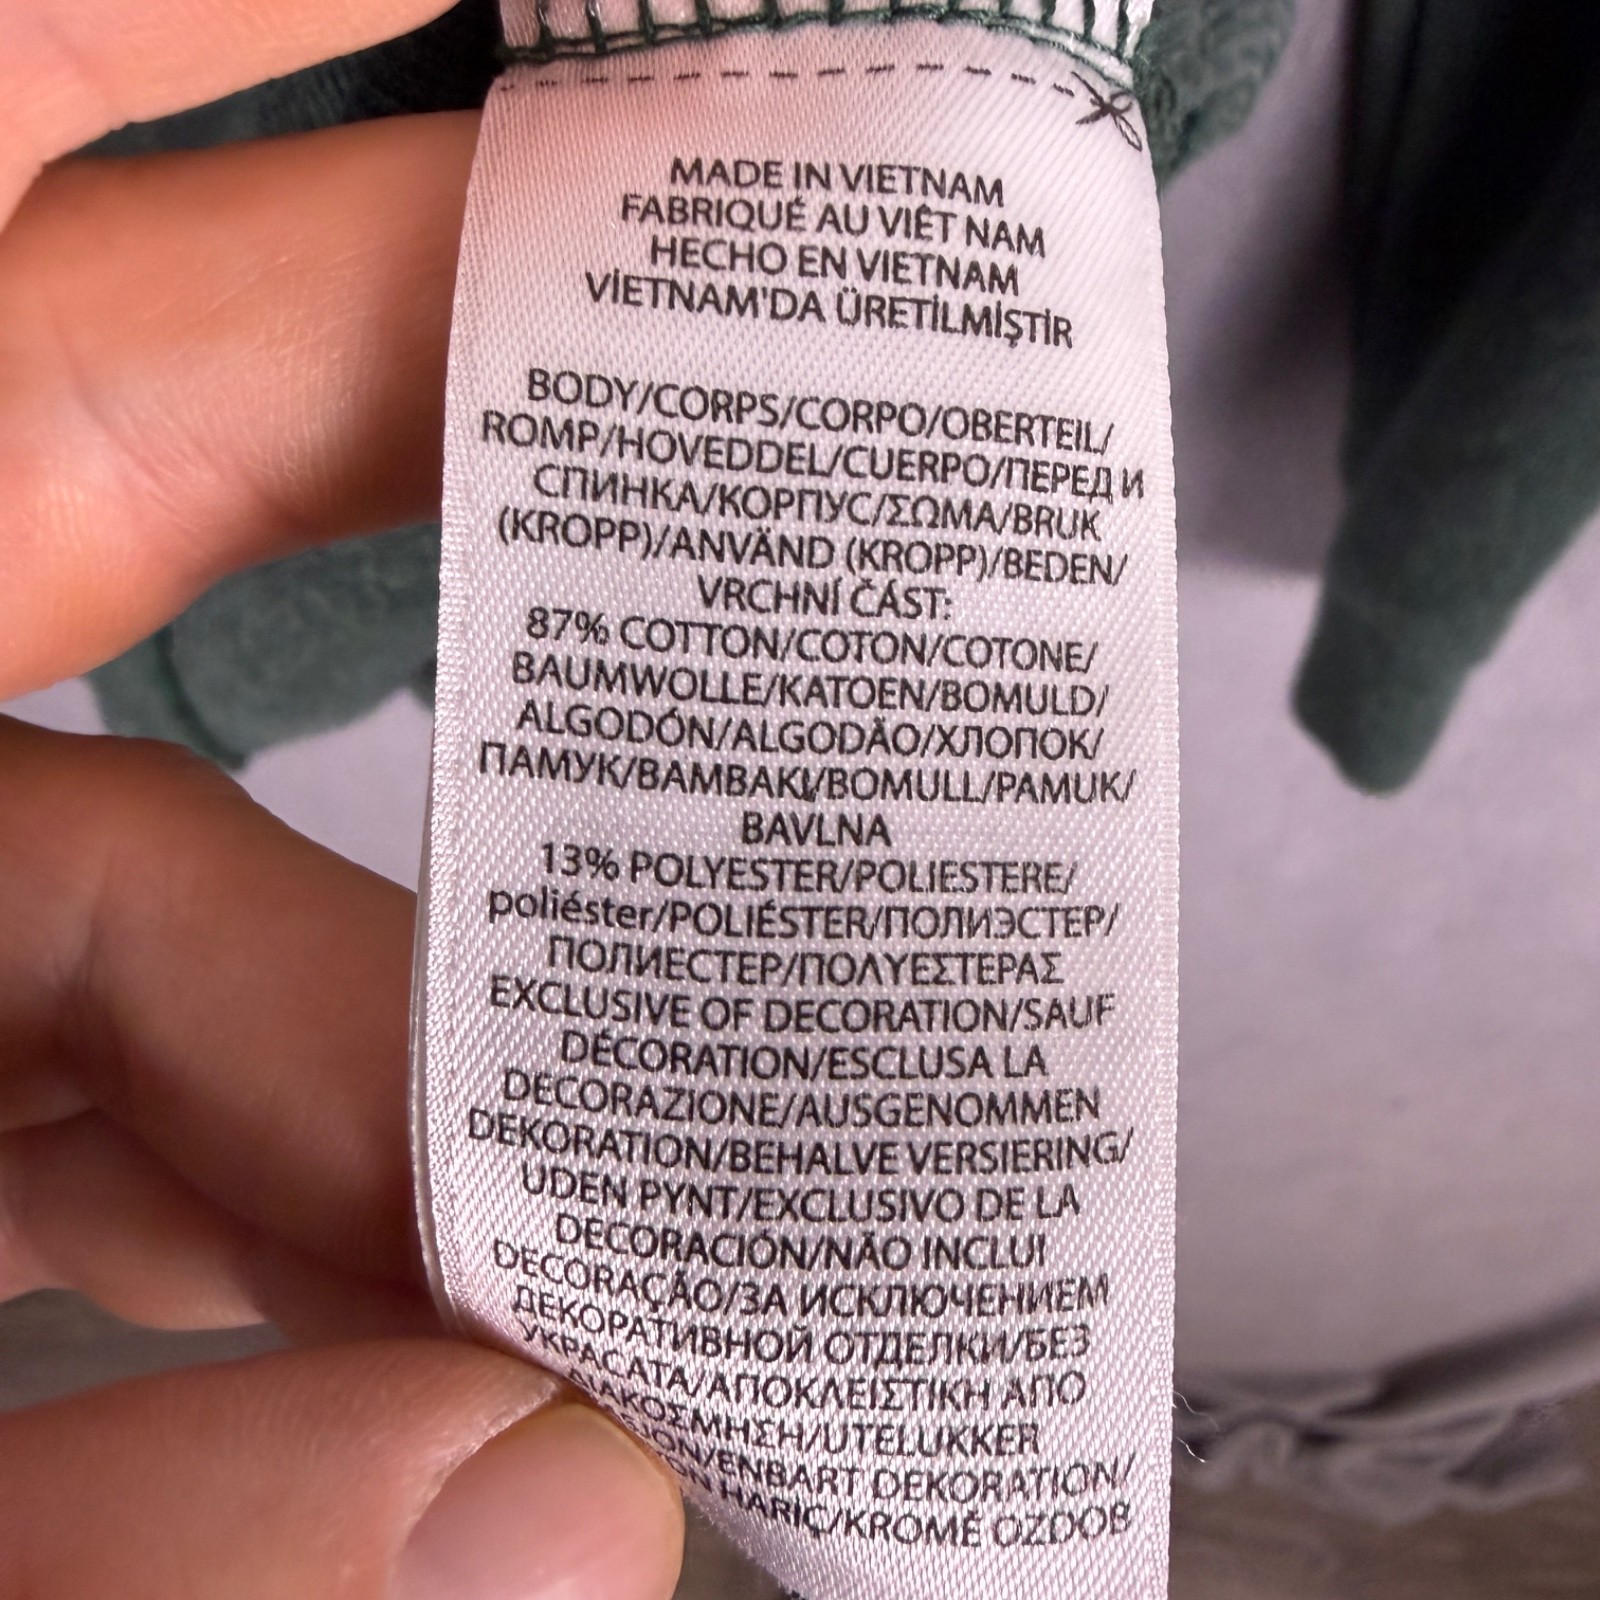 MADE IN VIETNAM
FABRIQUÉ AU VIÊT NAM
HECHO EN VIETNAM
VİETNAM'DA ÜRETİLMİŞTİR
BODY/CORPS/CORPO/OBERTEIL/
ROMP/HOVEDDEL/CUERPO/ПЕРЕД И
СПИНКА/КОРПУС/ΣΩΜΑ/BRUK
(KROPP)/ANVÄND (KROPP)/BEDEN/
VRCHNÍ ČÁST:
87% COTTON/COTON/COTONE/
BAUMWOLLE/KATOEN/BOMULD/
ALGODÓN/ALGODÃO/ХЛОПОК/
ПАМУК/ΒΑΜΒΑΚΙ/BOMULL/PAMUK/
BAVLNA
13% POLYESTER/POLIESTERE/
poliéster/POLIÉSTER/ПОЛИЭСТЕР/
ПОЛИЕСТЕР/ΠΟΛΥΕΣΤΕΡΑΣ
EXCLUSIVE OF DECORATION/SAUF
DÉCORATION/ESCLUSA LA
DECORAZIONE/AUSGENOMMEN
DEKORATION/BEHALVE VERSIERING/
UDEN PYNT/EXCLUSIVO DE LA
DECORACIÓN/NÃO INCLUI
DECORAÇÃO/ЗА ИСКЛЮЧЕНИЕМ
ДЕКОРАТИВНОЙ ОТДЕЛКИ/БЕЗ
УКРАСАТА/ΑΠΟΚΛΕΙΣΤΙΚΗ ΑΠΟ
ΔΙΑΚΟΣΜΗΣΗ/UTELUKKER
/ENBART DEKORATION/
HARİÇ/KROMĚ OZDOB